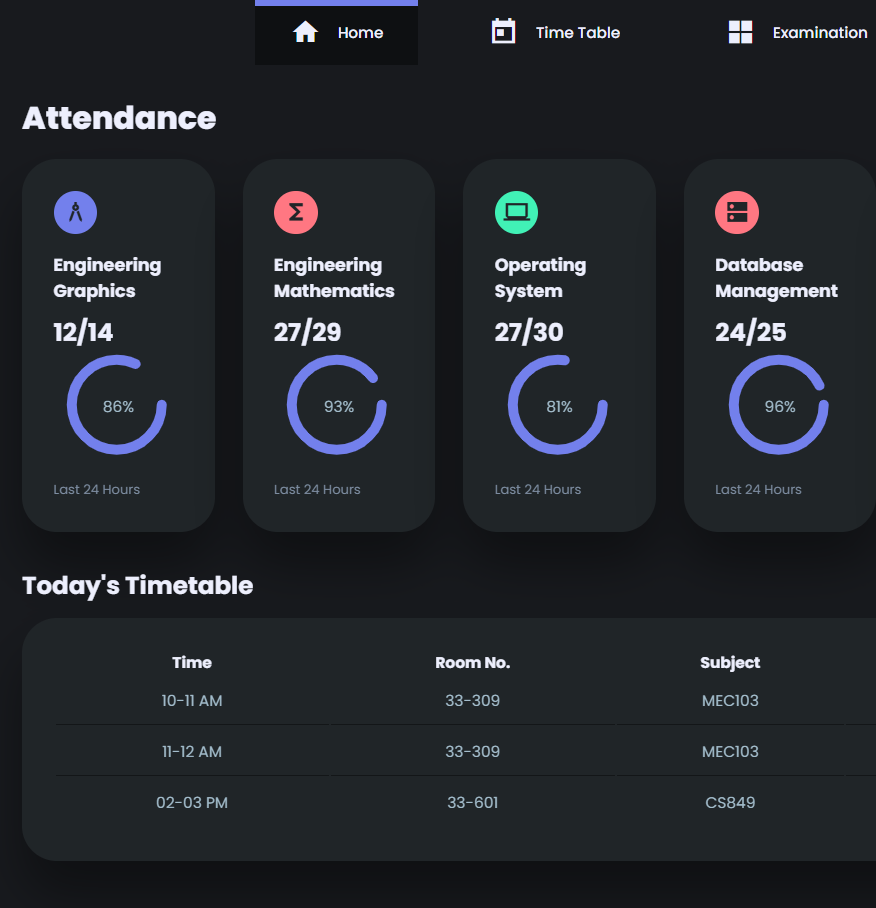 Home Time Table Examination
Attendance
Engineering
Graphics
12/14
86%
Last 24 Hours
Engineering
Mathematics
27/29
93%
Last 24 Hours
Operating
System
27/30
81%
Last 24 Hours
Database
Management
24/25
96%
Last 24 Hours
Today's Timetable
Time Room No. Subject
10-11 AM 33-309 MEC103
11-12 AM 33-309 MEC103
02-03 PM 33-601 CS849